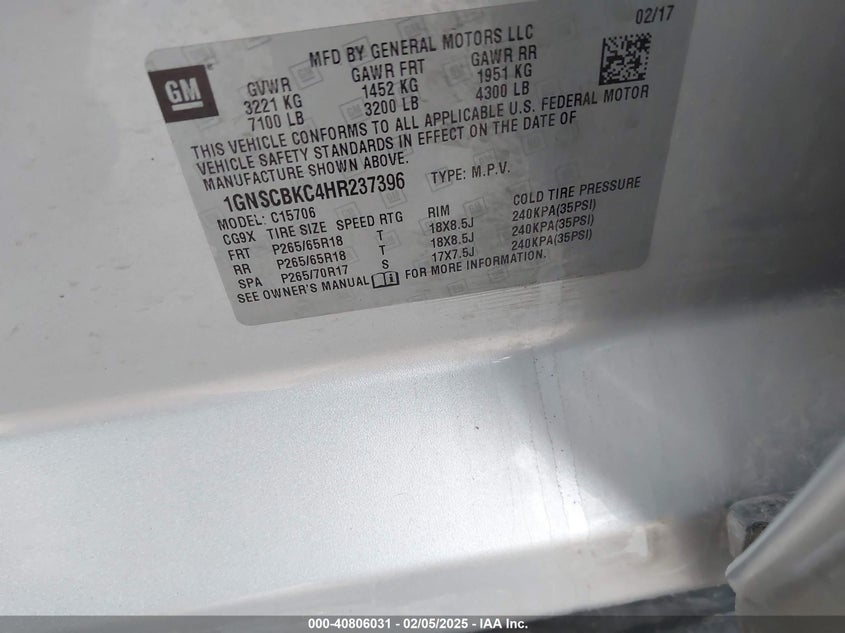 02/17
MFD BY GENERAL MOTORS LLC
GM
GVWR GAWR FRT GAWR RR
3221 KG 1452 KG 1951 KG
7100 LB 3200 LB 4300 LB
THIS VEHICLE CONFORMS TO ALL APPLICABLE U.S. FEDERAL MOTOR
VEHICLE SAFETY STANDARDS IN EFFECT ON THE DATE OF
MANUFACTURE SHOWN ABOVE.
1GNSCBKC4HR237396 TYPE: M.P.V.
MODEL: C15706
CG9X TIRE SIZE SPEED RTG RIM COLD TIRE PRESSURE
FRT P265/65R18 T 18X8.5J 240KPA(35PSI)
RR P265/65R18 T 18X8.5J 240KPA(35PSI)
SPA P265/70R17 S 17X7.5J 240KPA(35PSI)
SEE OWNER'S MANUAL FOR MORE INFORMATION.
000-40806031 - 02/05/2025 - IAA Inc.